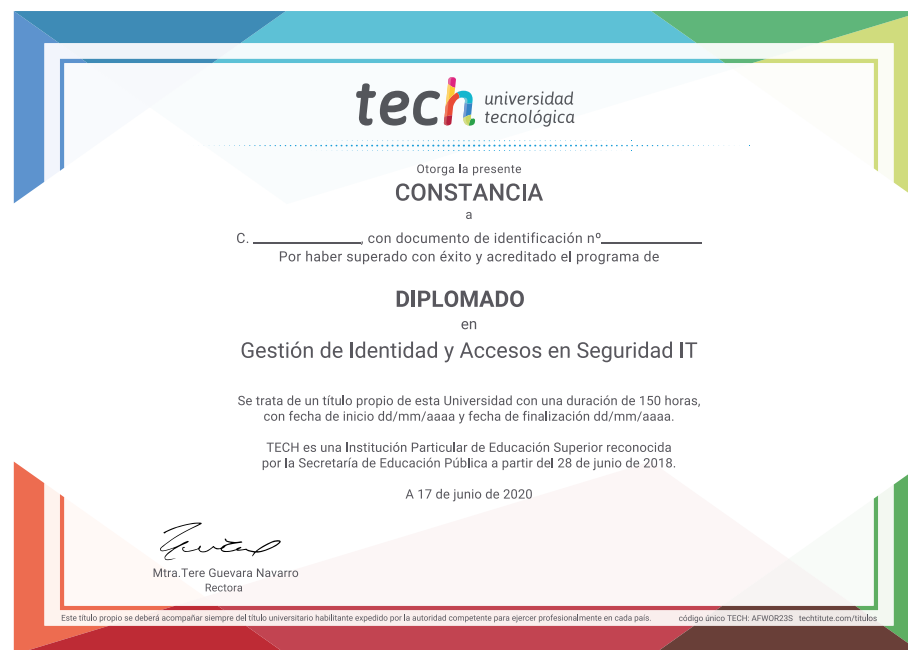 tech universidad
tecnológica
Otorga la presente
CONSTANCIA
a
C. ____________, con documento de identificación nº____________
Por haber superado con éxito y acreditado el programa de
DIPLOMADO
en
Gestión de Identidad y Accesos en Seguridad IT
Se trata de un título propio de esta Universidad con una duración de 150 horas,
con fecha de inicio dd/mm/aaaa y fecha de finalización dd/mm/aaaa.
TECH es una Institución Particular de Educación Superior reconocida
por la Secretaría de Educación Pública a partir del 28 de junio de 2018.
A 17 de junio de 2020
Mtra.Tere Guevara Navarro
Rectora
Este título propio se deberá acompañar siempre del título universitario habilitante expedido por la autoridad competente para ejercer profesionalmente en cada país. código único TECH: AFWOR23S techtitute.com/titulos